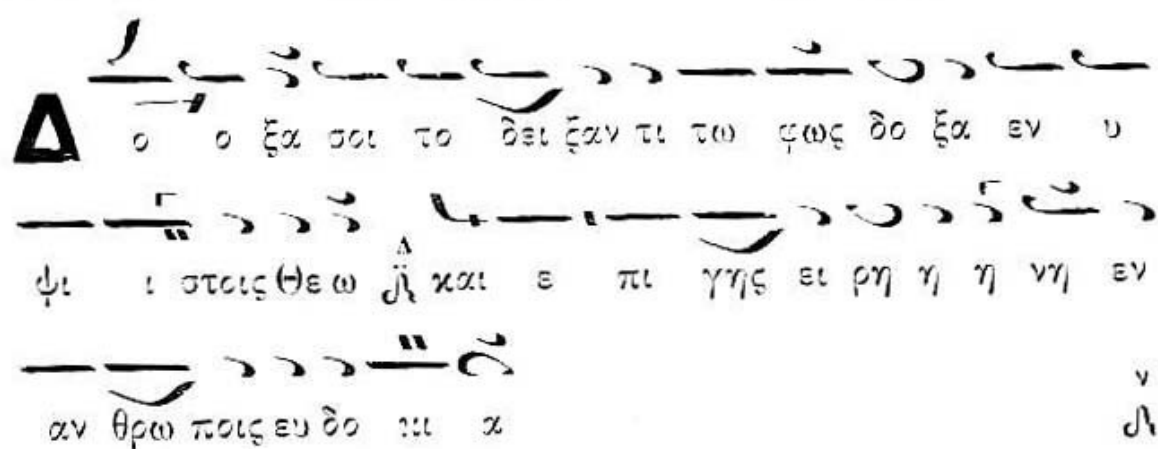 Δ ο ο ξα σοι το δει ξαν τι τω φως δο ξα εν υ
ψι ι στοις Θε ω Δ και ε πι γης ει ρη η η νη εν
αν θρω ποις ευ δο κι α ν